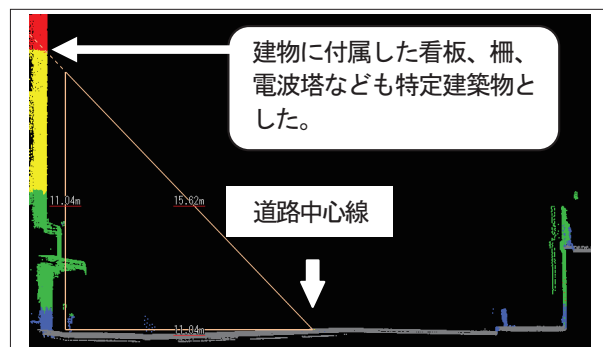 建物に付属した看板、柵、
電波塔なども特定建築物と
した。
11.04m
15.62m
道路中心線
11.04m